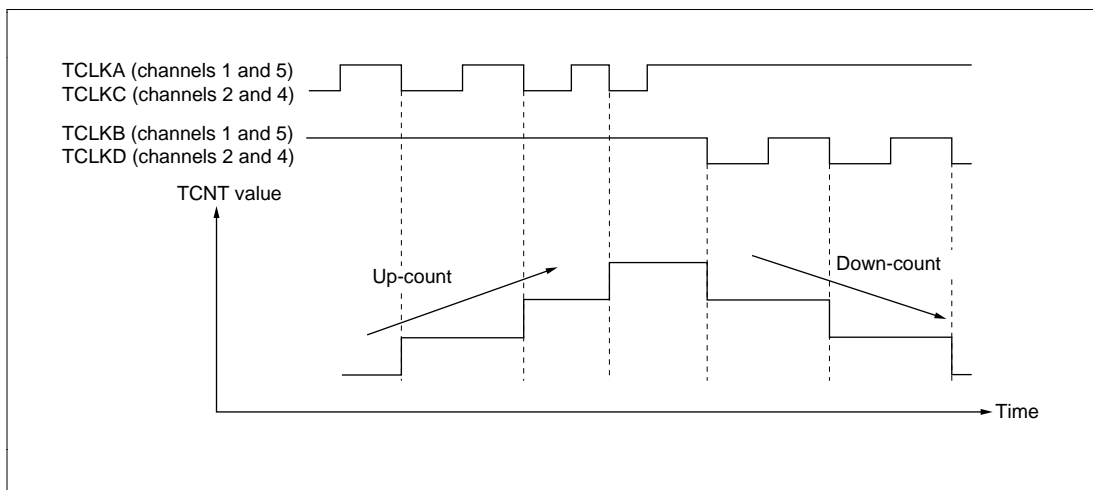 TCLKA (channels 1 and 5)
TCLKC (channels 2 and 4)
TCLKB (channels 1 and 5)
TCLKD (channels 2 and 4)
TCNT value
Up-count
Down-count
Time